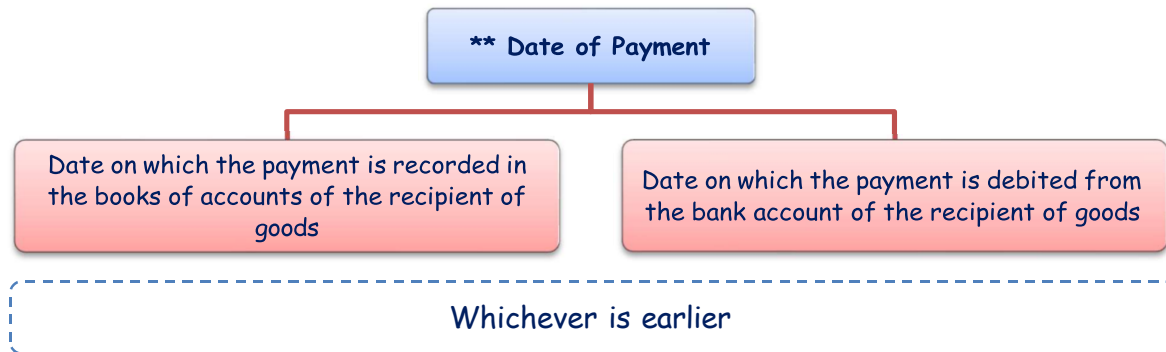 ** Date of Payment
Date on which the payment is recorded in
the books of accounts of the recipient of
goods
Date on which the payment is debited from
the bank account of the recipient of goods
Whichever is earlier